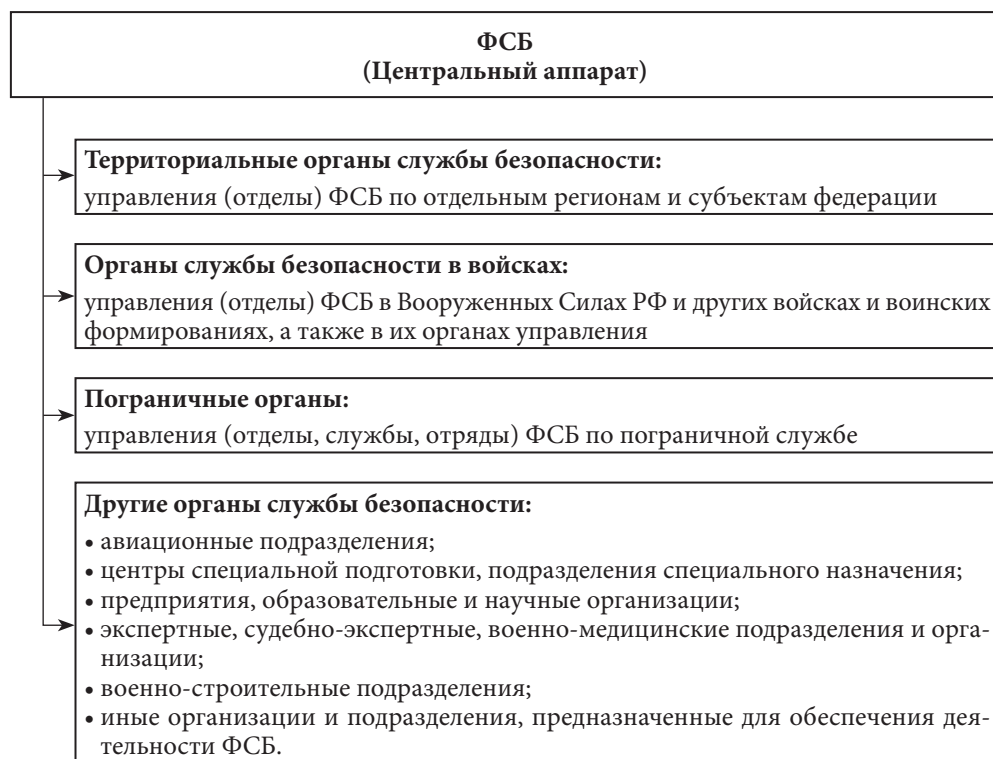 ФСБ
(Центральный аппарат)
Территориальные органы службы безопасности:
управления (отделы) ФСБ по отдельным регионам и субъектам федерации
Органы службы безопасности в войсках:
управления (отделы) ФСБ в Вооруженных Силах РФ и других войсках и воинских
формированиях, а также в их органах управления
Пограничные органы:
управления (отделы, службы, отряды) ФСБ по пограничной службе
Другие органы службы безопасности:
• авиационные подразделения;
• центры специальной подготовки, подразделения специального назначения;
• предприятия, образовательные и научные организации;
• экспертные, судебно-экспертные, военно-медицинские подразделения и орга-
низации;
• военно-строительные подразделения;
• иные организации и подразделения, предназначенные для обеспечения дея-
тельности ФСБ.